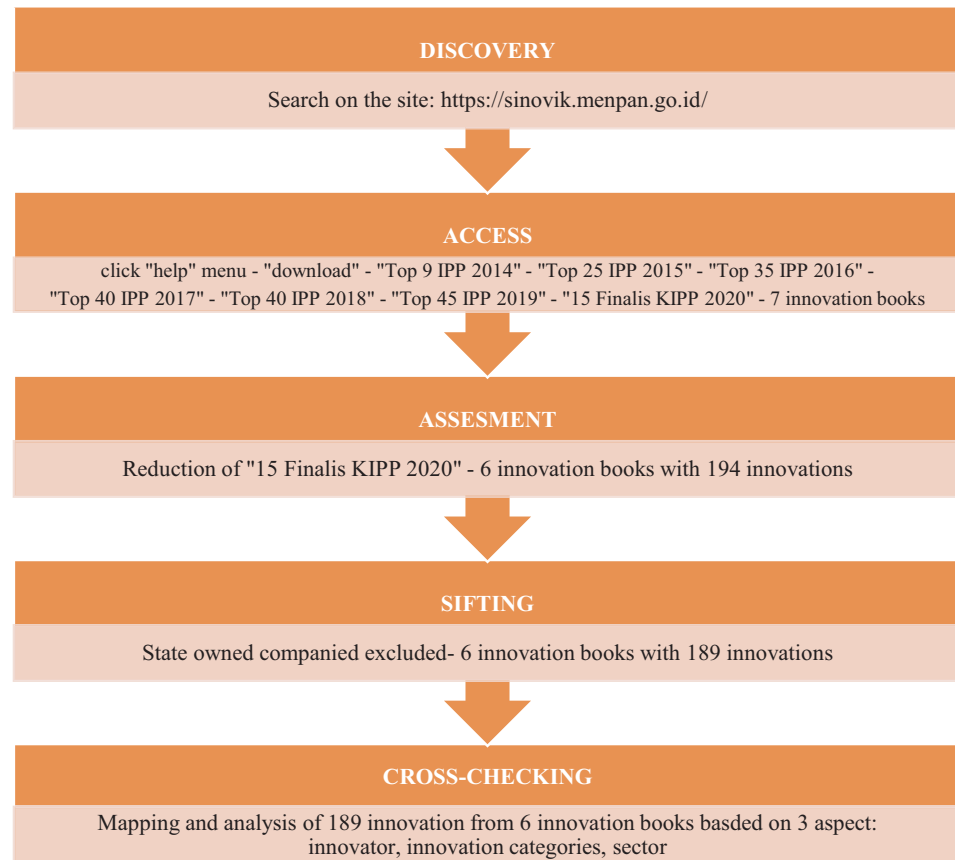 DISCOVERY
Search on the site: https://sinovik.menpan.go.id/
ACCESS
click "help" menu - "download" - "Top 9 IPP 2014" - "Top 25 IPP 2015" - "Top 35 IPP 2016" -
"Top 40 IPP 2017" - "Top 40 IPP 2018" - "Top 45 IPP 2019" - "15 Finalis KIPP 2020" - 7 innovation books
ASSESMENT
Reduction of "15 Finalis KIPP 2020" - 6 innovation books with 194 innovations
SIFTING
State owned companied excluded- 6 innovation books with 189 innovations
CROSS-CHECKING
Mapping and analysis of 189 innovation from 6 innovation books basded on 3 aspect:
innovator, innovation categories, sector